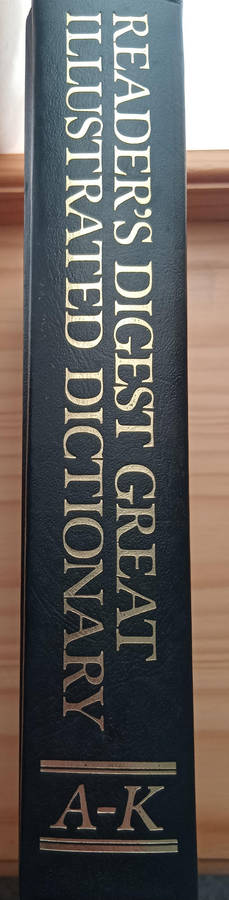 READER'S DIGEST GREAT
ILLUSTRATED DICTIONARY
A-K